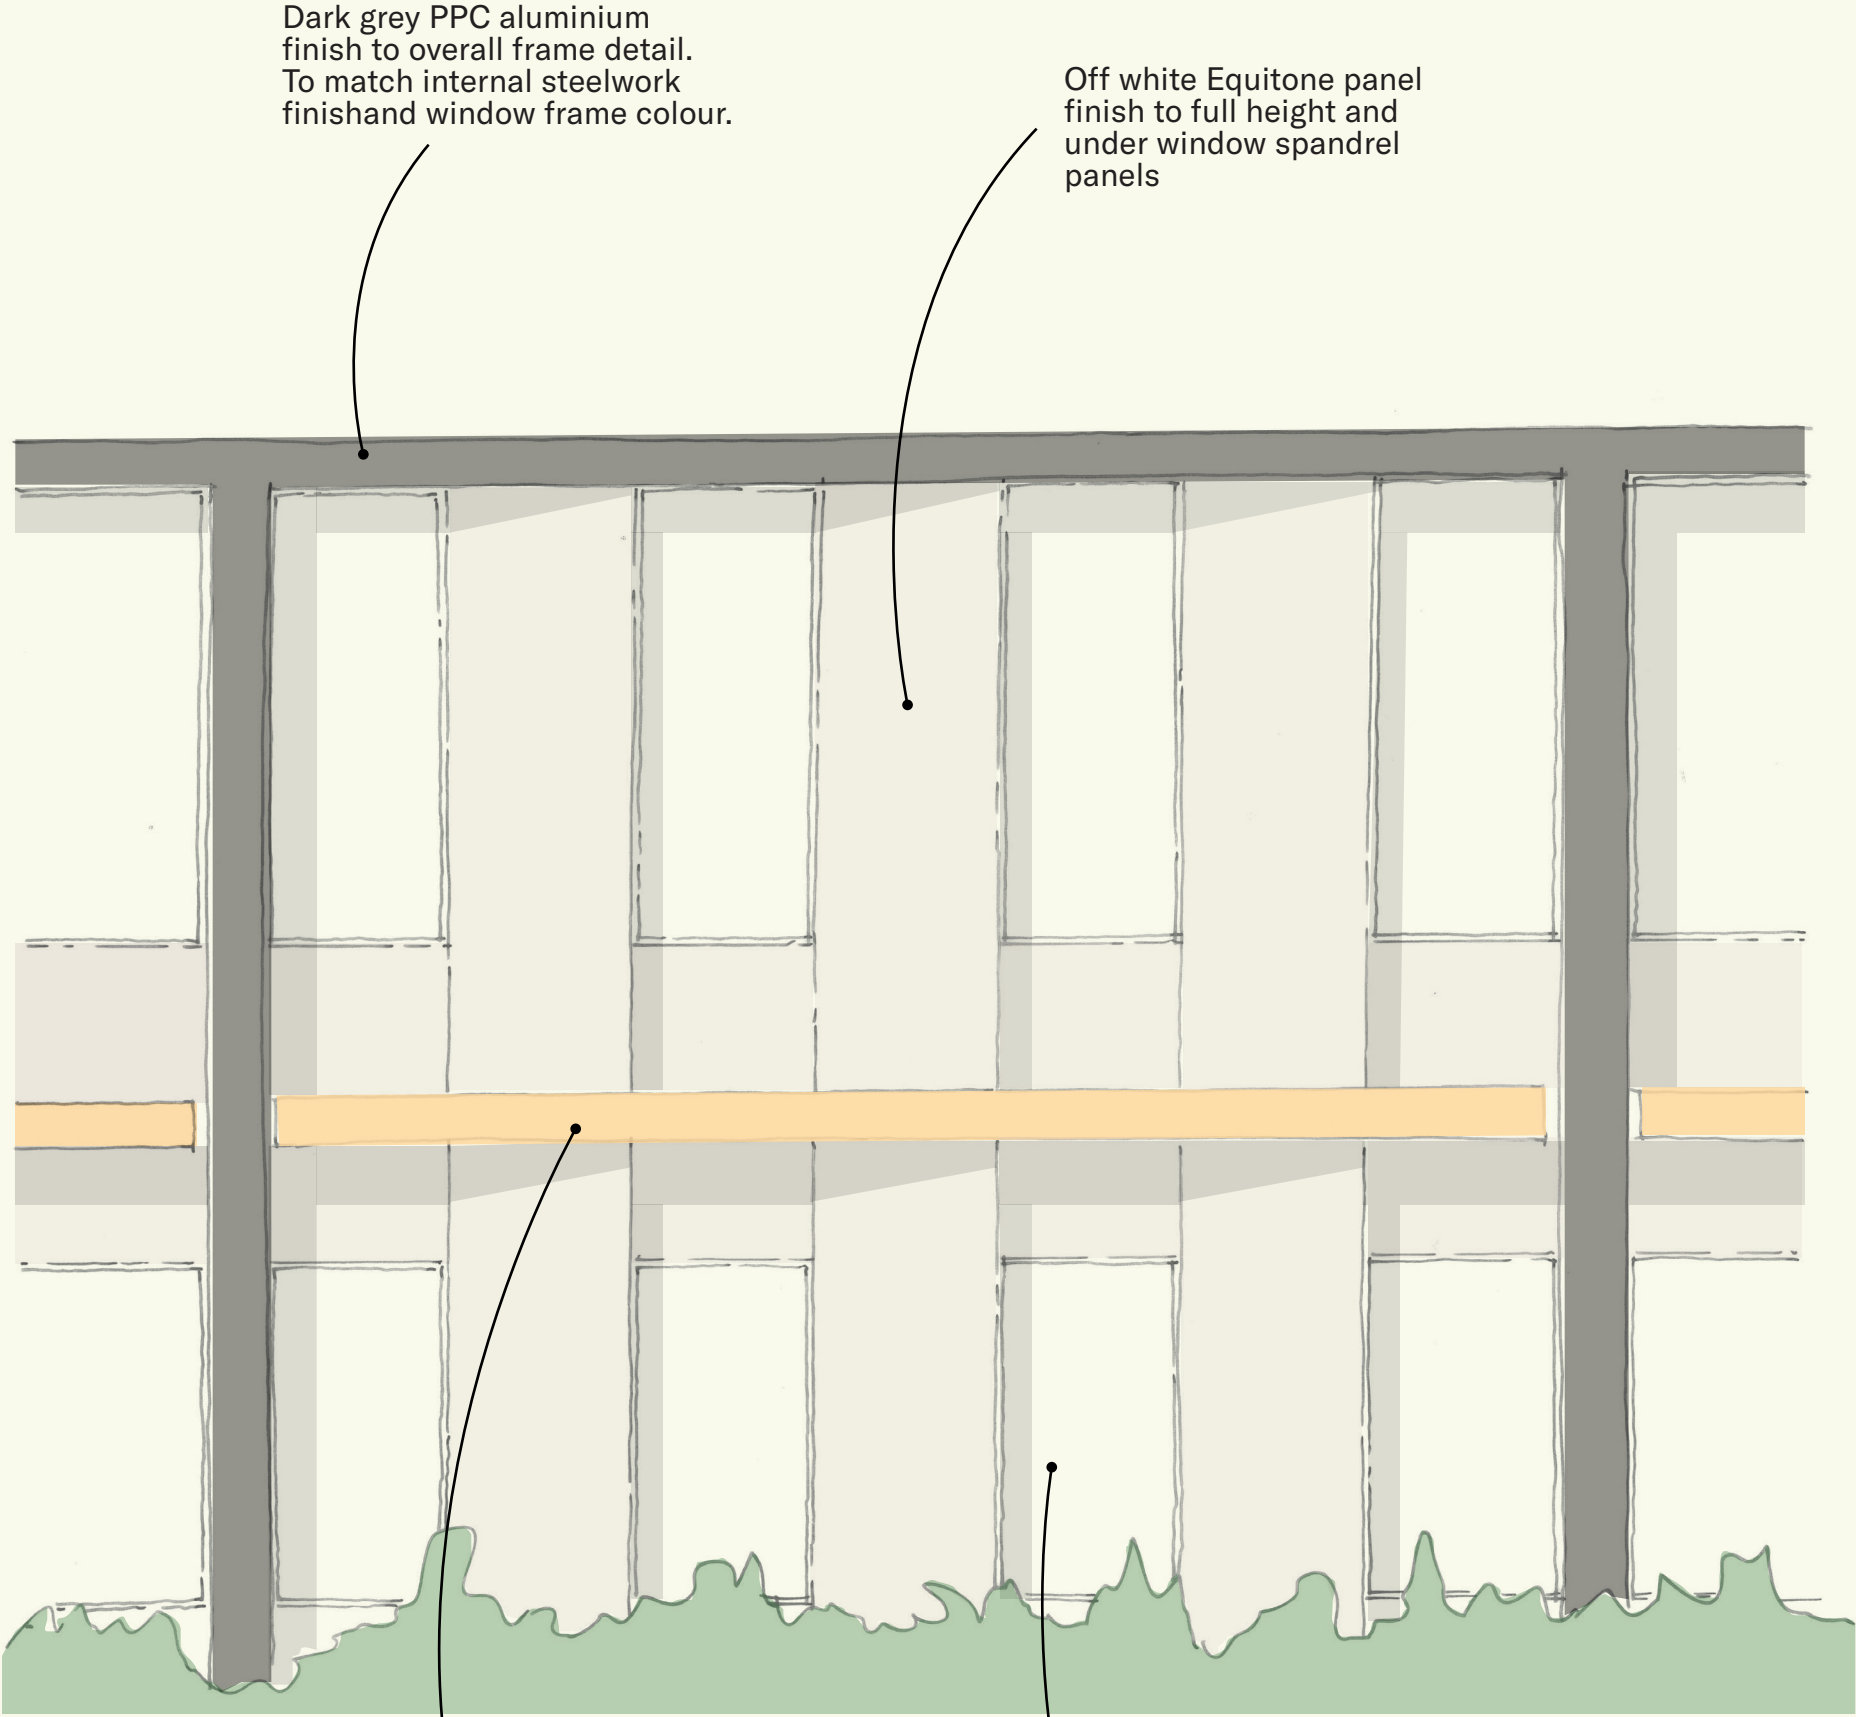 Dark grey PPC aluminium
finish to overall frame detail.
To match internal steelwork
finishand window frame colour.
Off white Equitone panel
finish to full height and
under window spandrel
panels